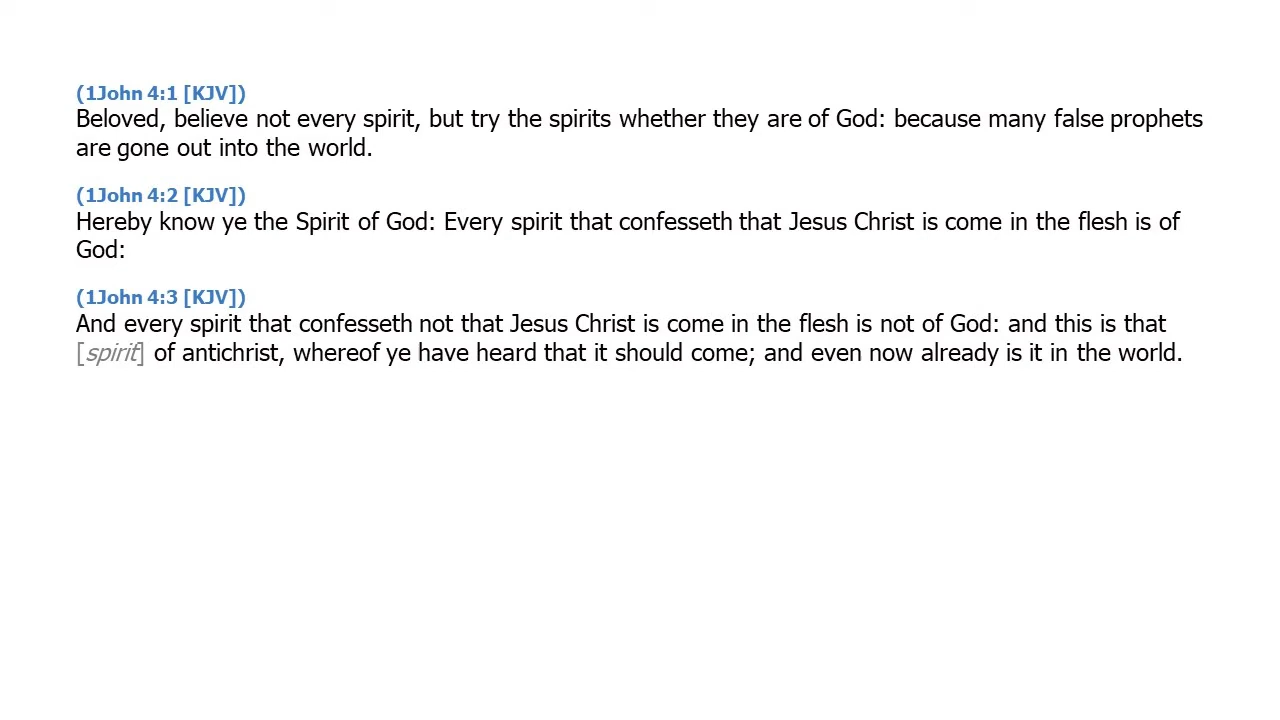 (1John 4:1 [KJV])
Beloved, believe not every spirit, but try the spirits whether they are of God: because many false prophets
are gone out into the world.
(1John 4:2 [KJV])
Hereby know ye the Spirit of God: Every spirit that confesseth that Jesus Christ is come in the flesh is of
God:
(1John 4:3 [KJV])
And every spirit that confesseth not that Jesus Christ is come in the flesh is not of God: and this is that
[spirit] of antichrist, whereof ye have heard that it should come; and even now already is it in the world.